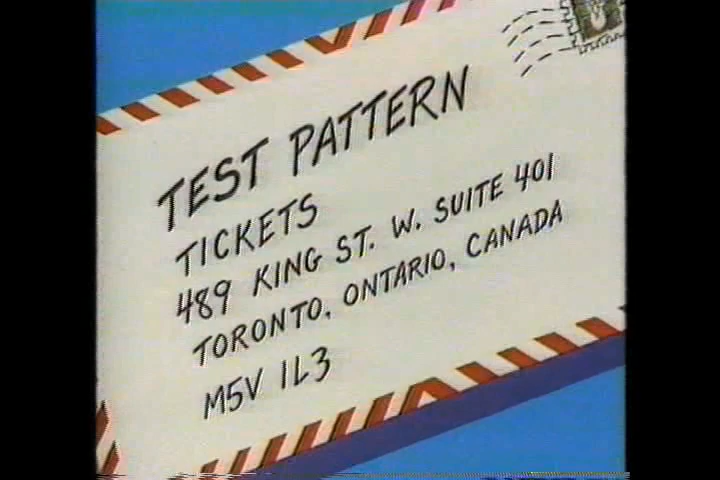 TEST PATTERN
TICKETS
489 KING ST. W. SUITE 401
TORONTO, ONTARIO, CANADA
M5V 1L3